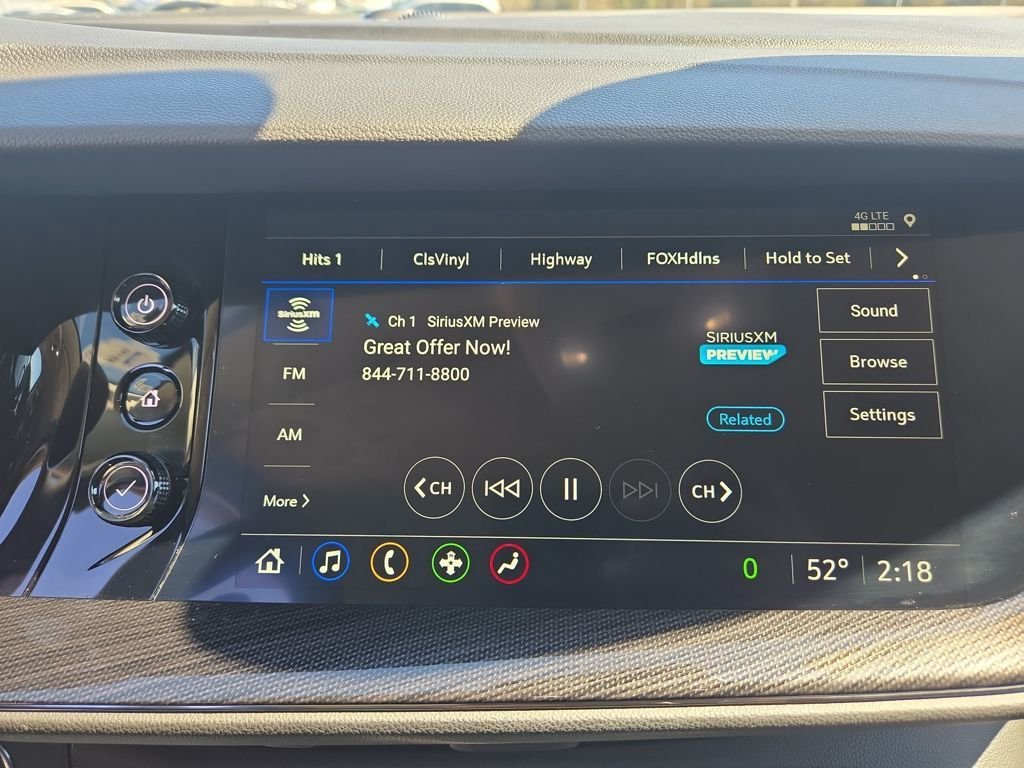 4G LTE
Hits 1
ClsVinyl
Highway
FOXHdlns
Hold to Set
SiriusXM
Ch 1 SiriusXM Preview
Great Offer Now!
844-711-8800
SIRIUSXM
PREVIEW
Related
Sound
Browse
Settings
FM
AM
More
CH
CH
0
52°
2:18